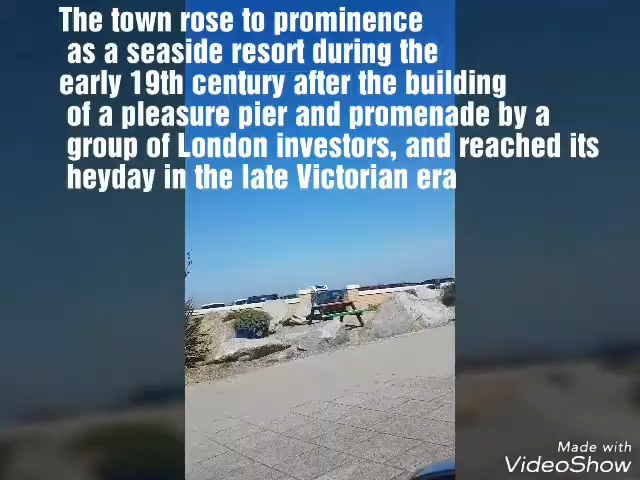 The town rose to prominence
as a seaside resort during the
early 19th century after the building
of a pleasure pier and promenade by a
group of London investors, and reached its
heyday in the late Victorian era
Made with
VideoShow